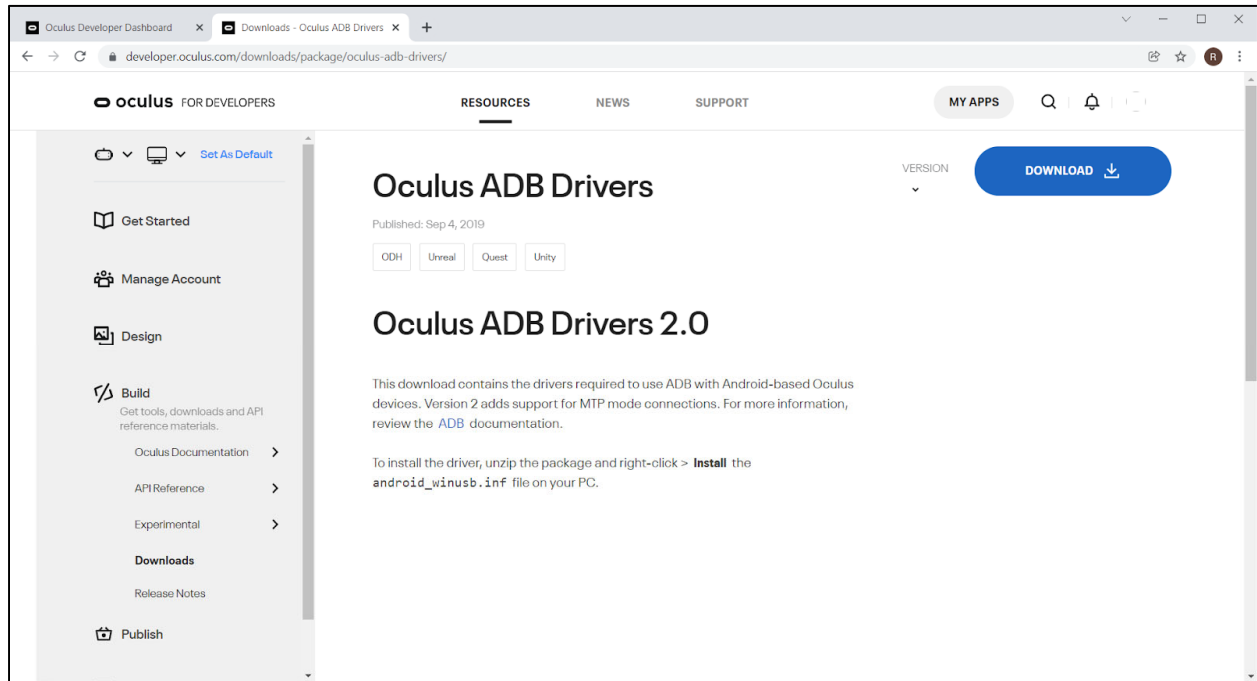 Oculus Developer Dashboard
Downloads - Oculus ADB Drivers
developer.oculus.com/downloads/package/oculus-adb-drivers/
R
oculus FOR DEVELOPERS
RESOURCES
NEWS
SUPPORT
MY APPS
Set As Default
Get Started
Manage Account
Design
Build
Get tools, downloads and API
reference materials.
Oculus Documentation
API Reference
Experimental
Downloads
Release Notes
Publish
Oculus ADB Drivers
VERSION
DOWNLOAD
Published: Sep 4, 2019
ODH
Unreal
Quest
Unity
Oculus ADB Drivers 2.0
This download contains the drivers required to use ADB with Android-based Oculus
devices. Version 2 adds support for MTP mode connections. For more information,
review the ADB documentation.
To install the driver, unzip the package and right-click > Install the
android_winusb.inf file on your PC.